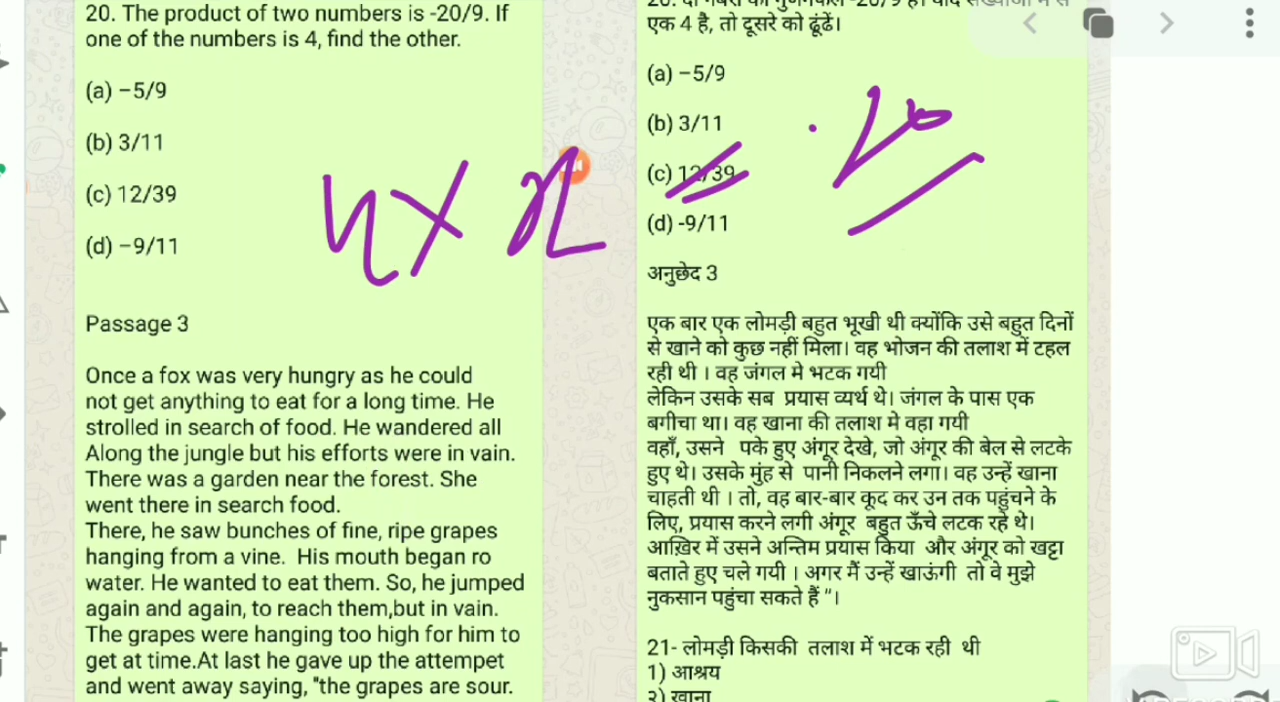 20. The product of two numbers is -20/9. If
one of the numbers is 4, find the other.
(a) −5/9
(b) 3/11
(c) 12/39
(d) −9/11
Passage 3
Once a fox was very hungry as he could
not get anything to eat for a long time. He
strolled in search of food. He wandered all
Along the jungle but his efforts were in vain.
There was a garden near the forest. She
went there in search food.
There, he saw bunches of fine, ripe grapes
hanging from a vine. His mouth began ro
water. He wanted to eat them. So, he jumped
again and again, to reach them,but in vain.
The grapes were hanging too high for him to
get at time.At last he gave up the attempet
and went away saying, "the grapes are sour.
एक 4 है, तो दूसरे को ढूंढें।
(a) −5/9
(b) 3/11
(c) 12/39
(d) -9/11
अनुछेद 3
एक बार एक लोमड़ी बहुत भूखी थी क्योंकि उसे बहुत दिनों
से खाने को कुछ नहीं मिला। वह भोजन की तलाश में टहल
रही थी । वह जंगल मे भटक गयी
लेकिन उसके सब प्रयास व्यर्थ थे। जंगल के पास एक
बगीचा था। वह खाना की तलाश मे वहा गयी
वहाँ, उसने पके हुए अंगूर देखे, जो अंगूर की बेल से लटके
हुए थे। उसके मुंह से पानी निकलने लगा। वह उन्हें खाना
चाहती थी । तो, वह बार-बार कूद कर उन तक पहुंचने के
लिए, प्रयास करने लगी अंगूर बहुत ऊँचे लटक रहे थे।
आख़िर में उसने अन्तिम प्रयास किया और अंगूर को खट्टा
बताते हुए चले गयी । अगर मैं उन्हें खाऊंगी तो वे मुझे
नुकसान पहुंचा सकते हैं "।
21- लोमड़ी किसकी तलाश में भटक रही थी
1) आश्रय
२) खाना